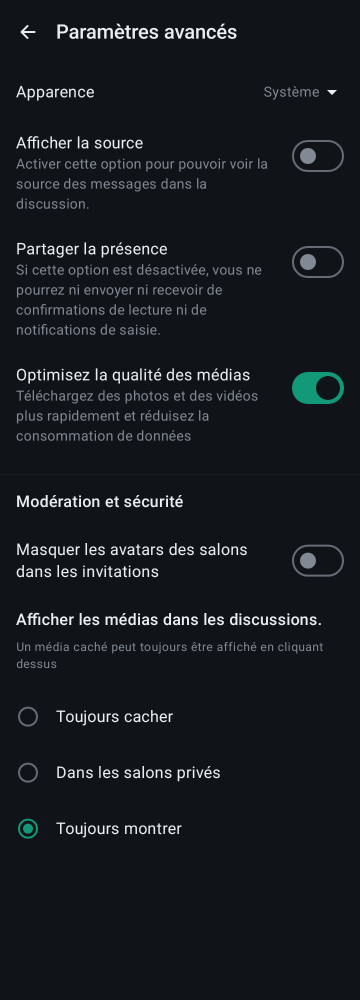 Paramètres avancés
Apparence
Système
Afficher la source
Activer cette option pour pouvoir voir la
source des messages dans la
discussion.
Partager la présence
Si cette option est désactivée, vous ne
pourrez ni envoyer ni recevoir de
confirmations de lecture ni de
notifications de saisie.
Optimisez la qualité des médias
Téléchargez des photos et des vidéos
plus rapidement et réduisez la
consommation de données
Modération et sécurité
Masquer les avatars des salons
dans les invitations
Afficher les médias dans les discussions.
Un média caché peut toujours être affiché en cliquant
dessus
Toujours cacher
Dans les salons privés
Toujours montrer